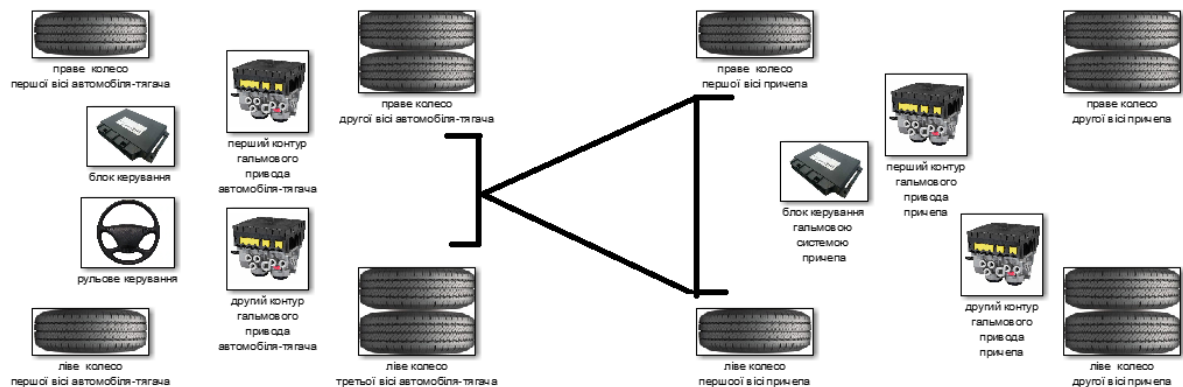 праве колесо
першої вісі автомобіля-тягача
блок керування
рульове керування
ліве колесо
першої вісі автомобіля-тягача
перший контур
гальмового
привода
автомобіля-тягача
другий контур
гальмового
привода
автомобіля-тягача
праве колесо
другої вісі автомобіля-тягача
ліве колесо
третьої вісі автомобіля-тягача
праве колесо
першої вісі причепа
ліве колесо
першоої вісі причепа
блок керування
гальмовою
системою
причепа
перший контур
гальмового
привода
причепа
другий контур
гальмового
привода
причепа
праве колесо
другої вісі причепа
ліве колесо
другої вісі причепа